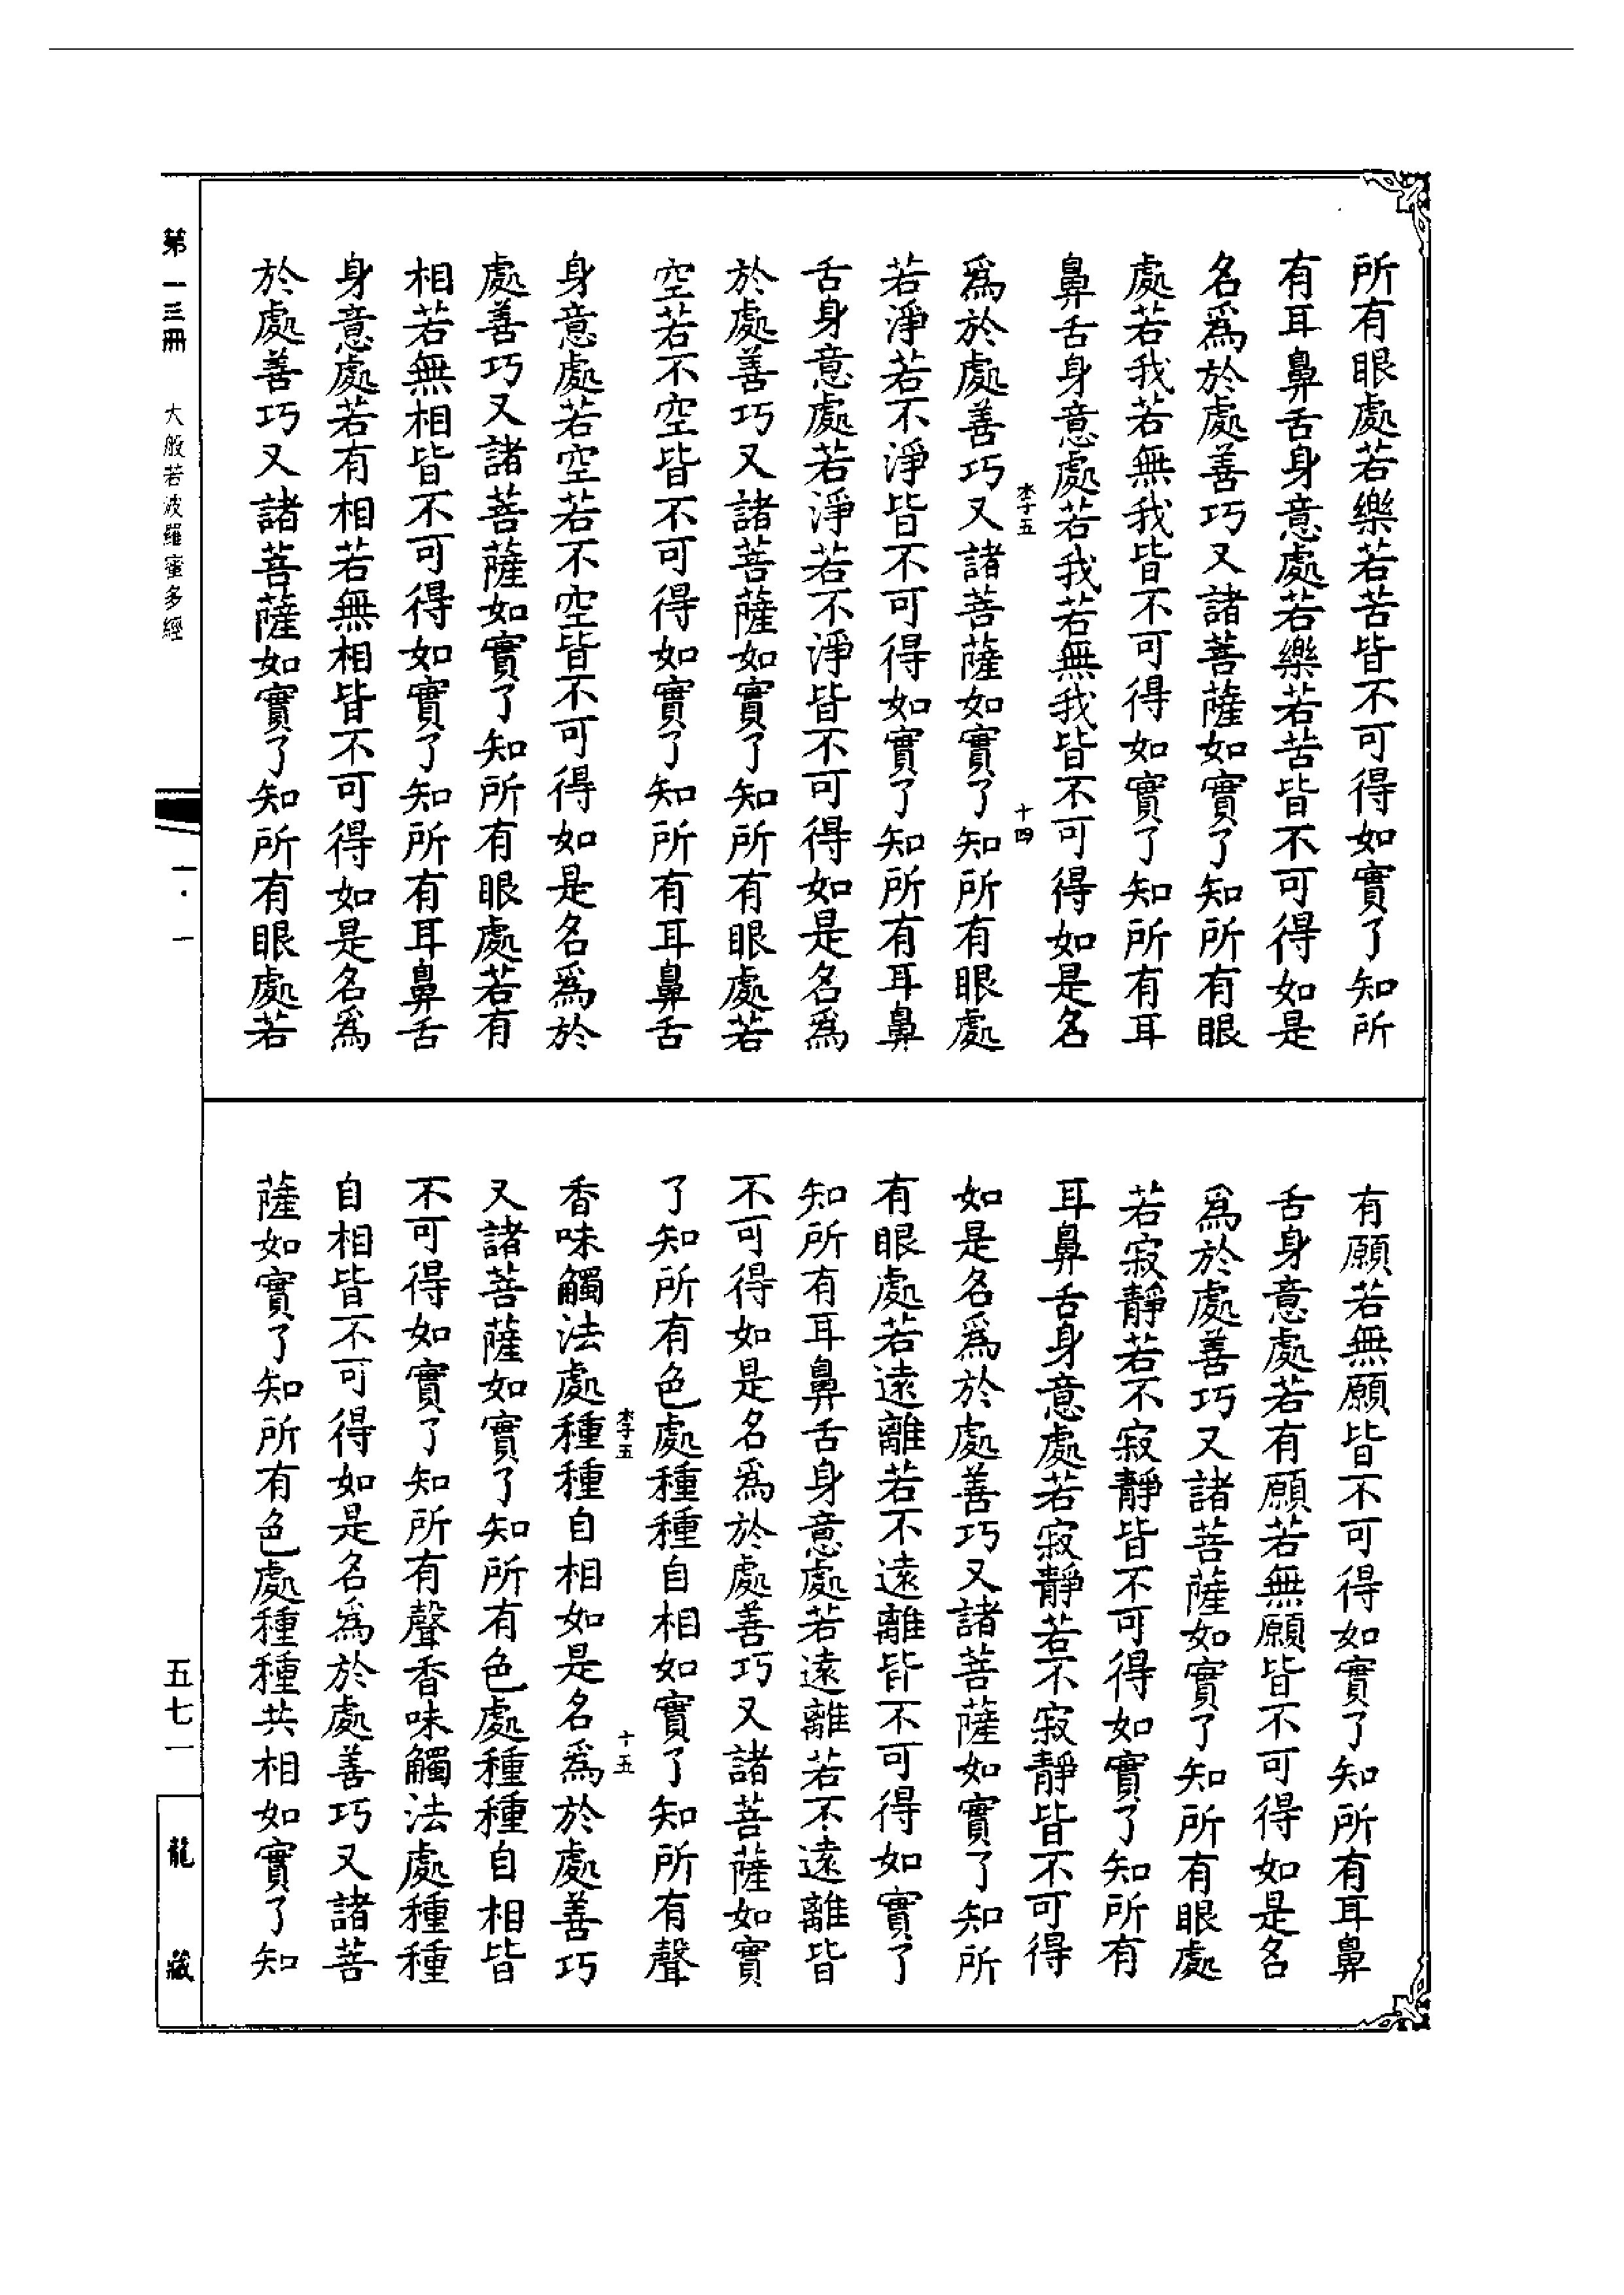 所有眼處若樂若苦皆不可得如實了知所
有耳鼻舌身意處若樂若苦皆不可得如是
名爲於處善巧又諸菩薩如實了知所有眼
處若我若無我皆不可得如實了知所有耳
鼻舌身意處若我若無我皆不可得如是名
李五
十四
爲於處善巧又諸菩薩如實了知所有眼處
若淨若不淨皆不可得如實了知所有耳鼻
舌身意處若淨若不淨皆不可得如是名爲
於處善巧又諸菩薩如實了知所有眼處若
空若不空皆不可得如實了知所有耳鼻舌
身意處若空若不空皆不可得如是名爲於
處善巧又諸菩薩如實了知所有眼處若有
相若無相皆不可得如實了知所有耳鼻舌
身意處若有相若無相皆不可得如是名爲
於處善巧又諸菩薩如實了知所有眼處若
有願若無願皆不可得如實了知所有耳鼻
舌身意處若有願若無願皆不可得如是名
爲於處善巧又諸菩薩如實了知所有眼處
若寂靜若不寂靜皆不可得如實了知所有
耳鼻舌身意處若寂靜若不寂靜皆不可得
如是名爲於處善巧又諸菩薩如實了知所
有眼處若遠離若不遠離皆不可得如實了
知所有耳鼻舌身意處若遠離若不遠離皆
不可得如是名爲於處善巧又諸菩薩如實
了知所有色處種種自相如實了知所有聲
李五
十五
香味觸法處種種自相如是名爲於處善巧
又諸菩薩如實了知所有色處種種自相皆
不可得如實了知所有聲香味觸法處種種
自相皆不可得如是名爲於處善巧又諸菩
薩如實了知所有色處種種共相如實了知
第一三冊 大般若波羅蜜多經
一·一
五七一
龍藏